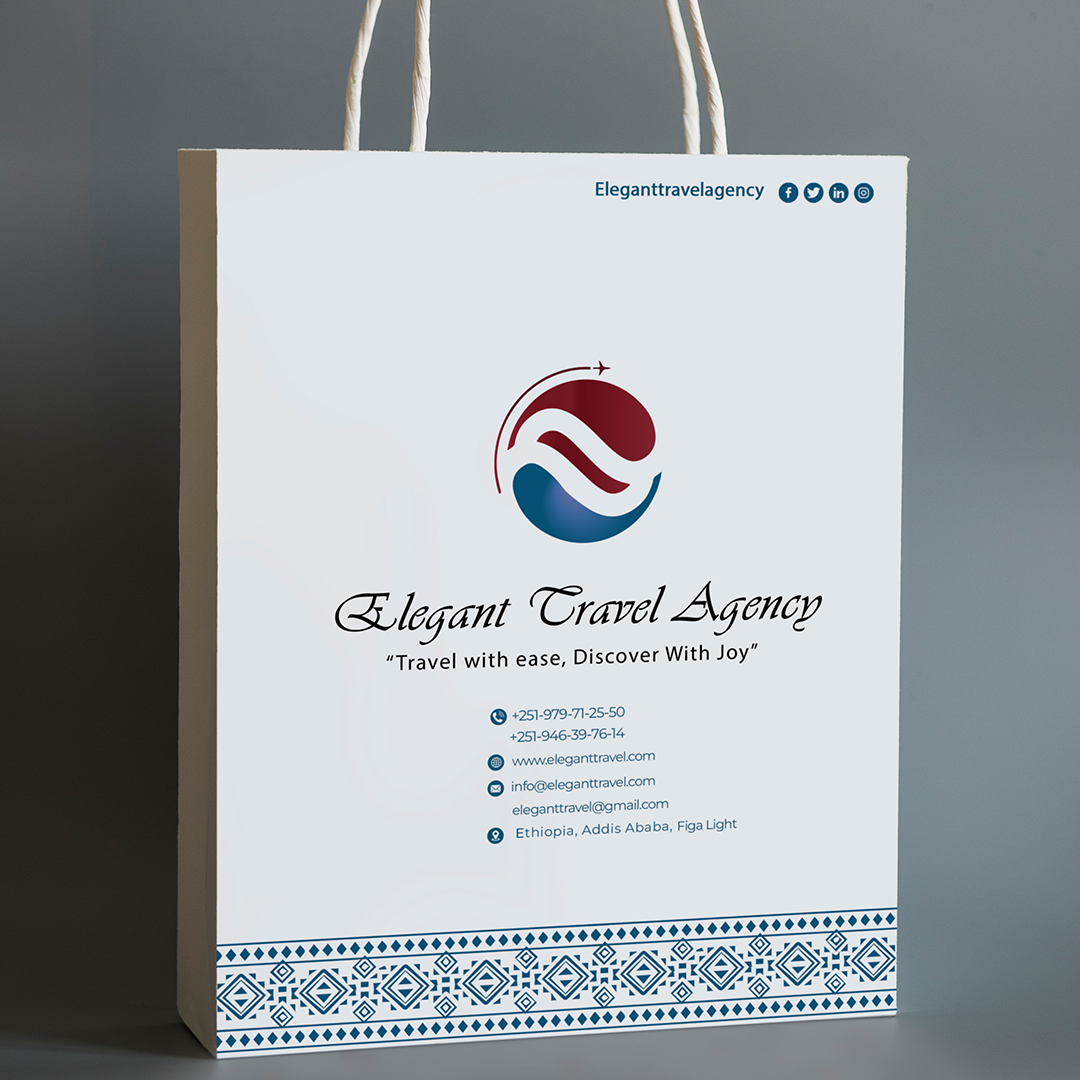 Eleganttravelagency
Elegant Travel Agency
“Travel with ease, Discover With Joy”
+251-979-71-25-50
+251-946-39-76-14
www.eleganttravel.com
info@eleganttravel.com
eleganttravel@gmail.com
Ethiopia, Addis Ababa, Figa Light